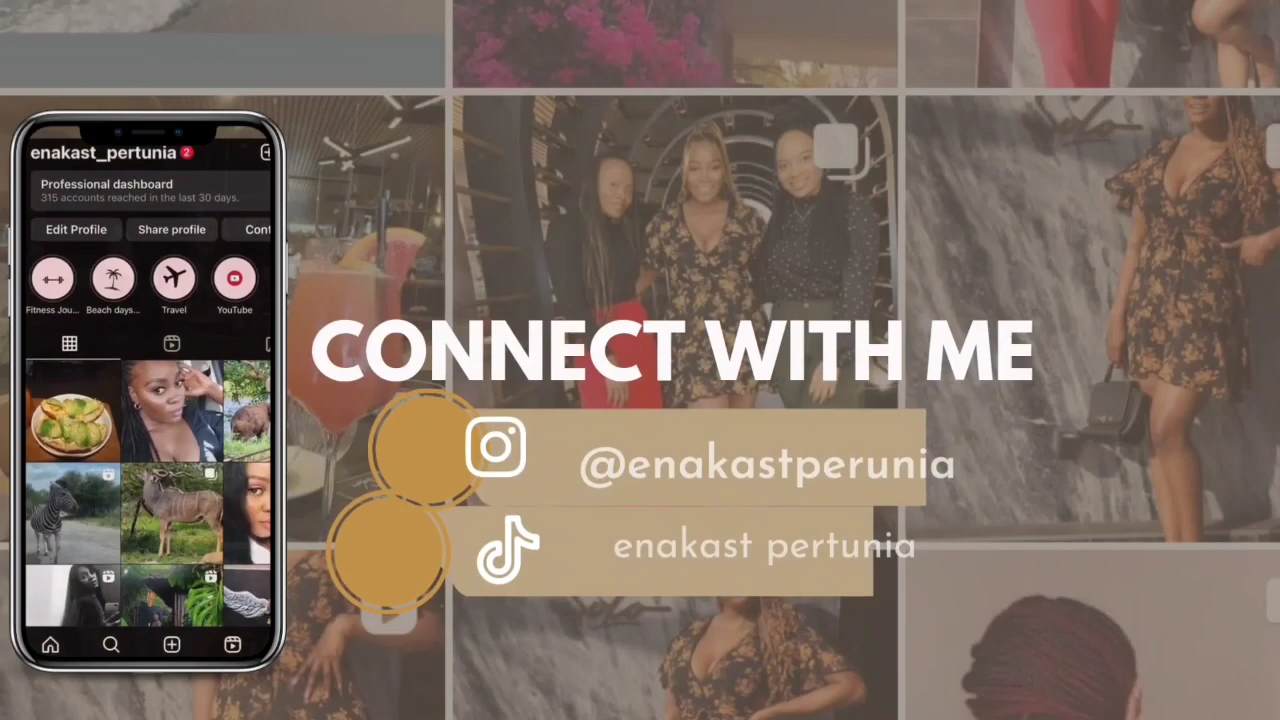 enakast_pertunia 2
Professional dashboard
315 accounts reached in the last 30 days.
Edit Profile
Share profile
Cont
Fitness Jou...
Beach days...
Travel
YouTube
CONNECT WITH ME
@enakastperunia
enakast pertunia